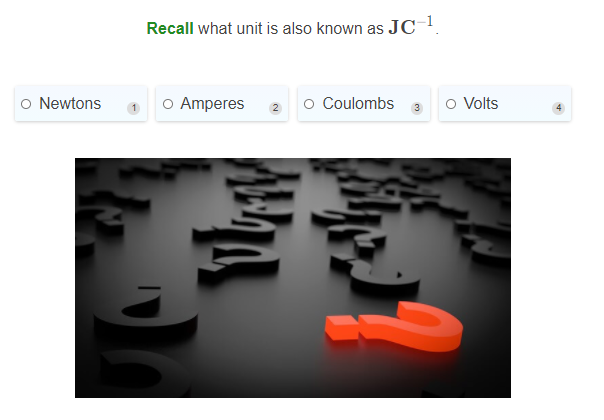 Recall what unit is also known as JC⁻¹.
Newtons 1 Amperes 2 Coulombs 3 Volts 4